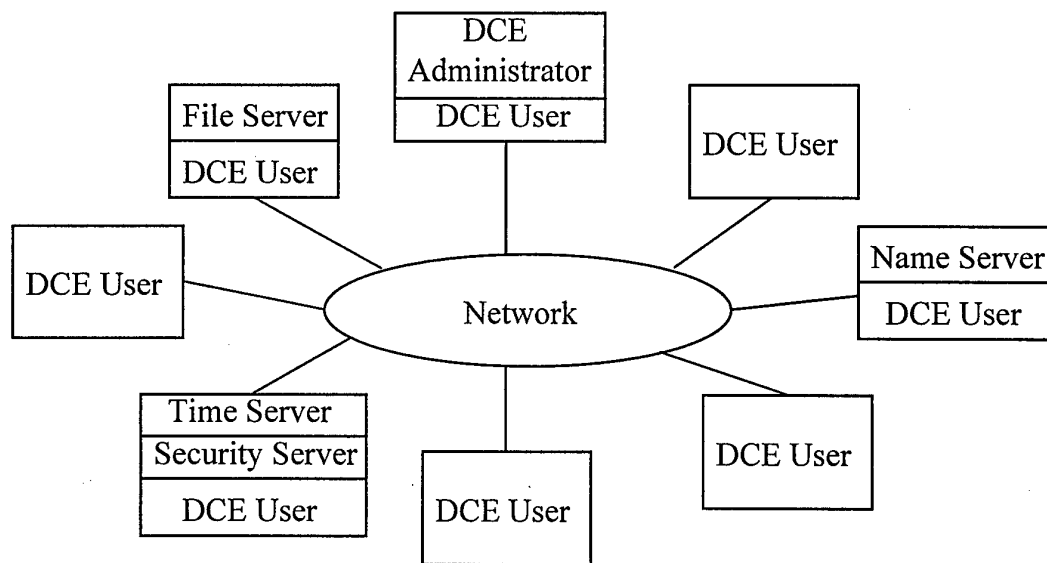 DCE
Administrator
DCE User
File Server
DCE User
DCE User
DCE User
Name Server
DCE User
Network
Time Server
Security Server
DCE User
DCE User
DCE User